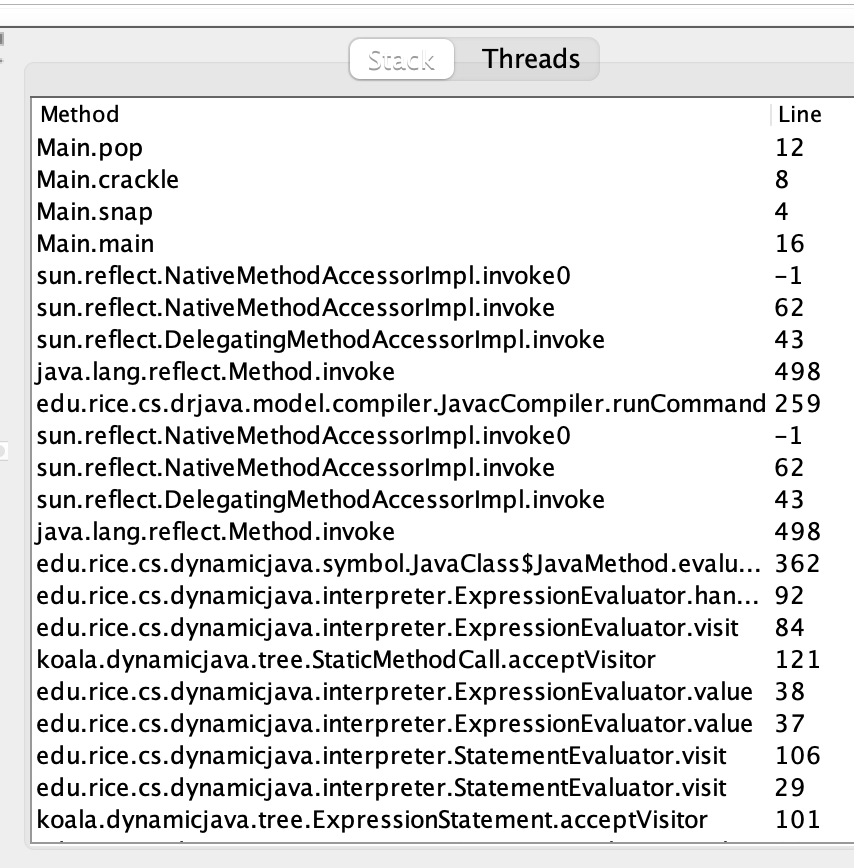 Stack Threads
Method Line
Main.pop 12
Main.crackle 8
Main.snap 4
Main.main 16
sun.reflect.NativeMethodAccessorImpl.invoke0 -1
sun.reflect.NativeMethodAccessorImpl.invoke 62
sun.reflect.DelegatingMethodAccessorImpl.invoke 43
java.lang.reflect.Method.invoke 498
edu.rice.cs.drjava.model.compiler.JavacCompiler.runCommand 259
sun.reflect.NativeMethodAccessorImpl.invoke0 -1
sun.reflect.NativeMethodAccessorImpl.invoke 62
sun.reflect.DelegatingMethodAccessorImpl.invoke 43
java.lang.reflect.Method.invoke 498
edu.rice.cs.dynamicjava.symbol.JavaClass$JavaMethod.evalu... 362
edu.rice.cs.dynamicjava.interpreter.ExpressionEvaluator.han... 92
edu.rice.cs.dynamicjava.interpreter.ExpressionEvaluator.visit 84
koala.dynamicjava.tree.StaticMethodCall.acceptVisitor 121
edu.rice.cs.dynamicjava.interpreter.ExpressionEvaluator.value 38
edu.rice.cs.dynamicjava.interpreter.ExpressionEvaluator.value 37
edu.rice.cs.dynamicjava.interpreter.StatementEvaluator.visit 106
edu.rice.cs.dynamicjava.interpreter.StatementEvaluator.visit 29
koala.dynamicjava.tree.ExpressionStatement.acceptVisitor 101